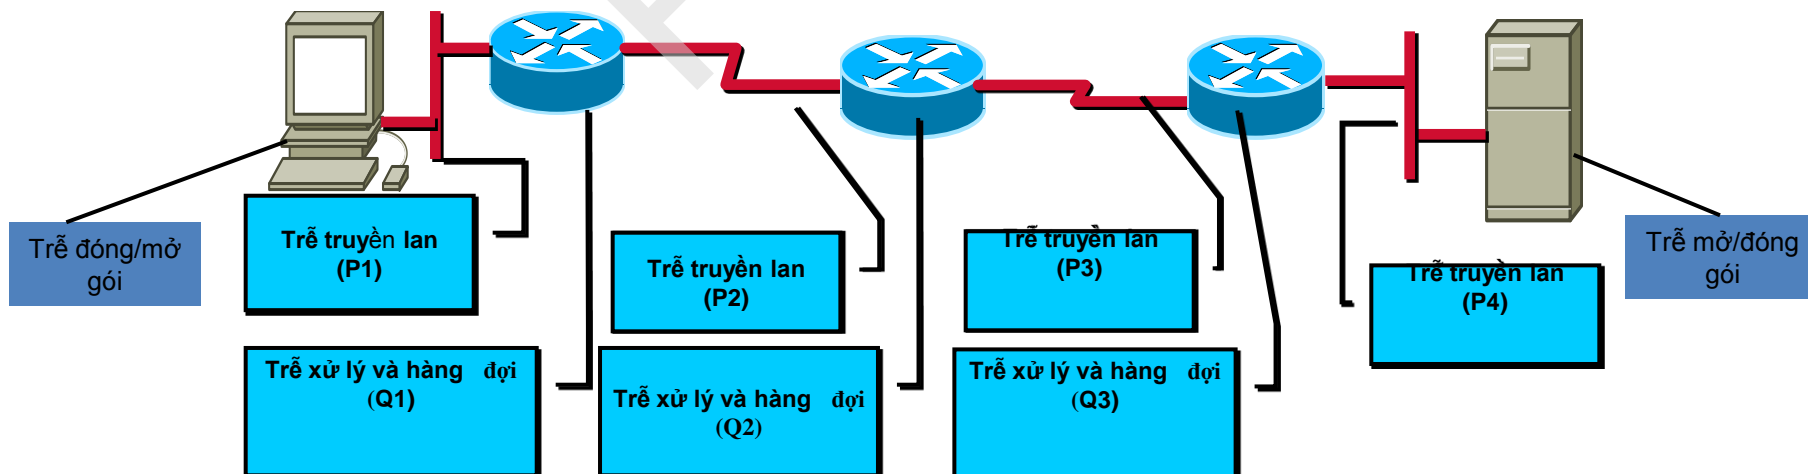 Trễ đóng/mở
gói
Trễ truyền lan
(P1)
Trễ truyền lan
(P2)
Trễ truyền lan
(P3)
Trễ truyền lan
(P4)
Trễ mở/đóng
gói
Trễ xử lý và hàng đợi
(Q1)
Trễ xử lý và hàng đợi
(Q2)
Trễ xử lý và hàng đợi
(Q3)